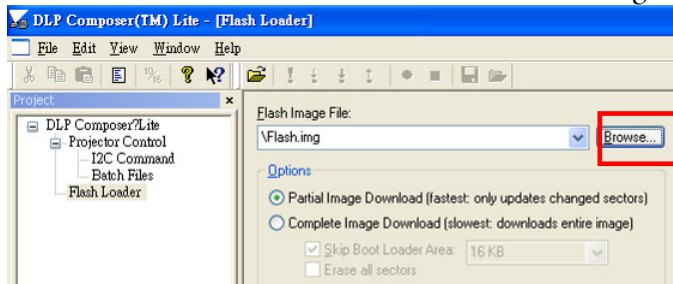 DLP Composer(TM) Lite - [Flash Loader]
File Edit View Window Help
Project
DLP Composer?Lite
Projector Control
I2C Command
Batch Files
Flash Loader
Flash Image File:
\Flash.img
Browse...
Options
Partial Image Download (fastest: only updates changed sectors)
Complete Image Download (slowest: downloads entire image)
Skip Boot Loader Area: 16 KB
Erase all sectors